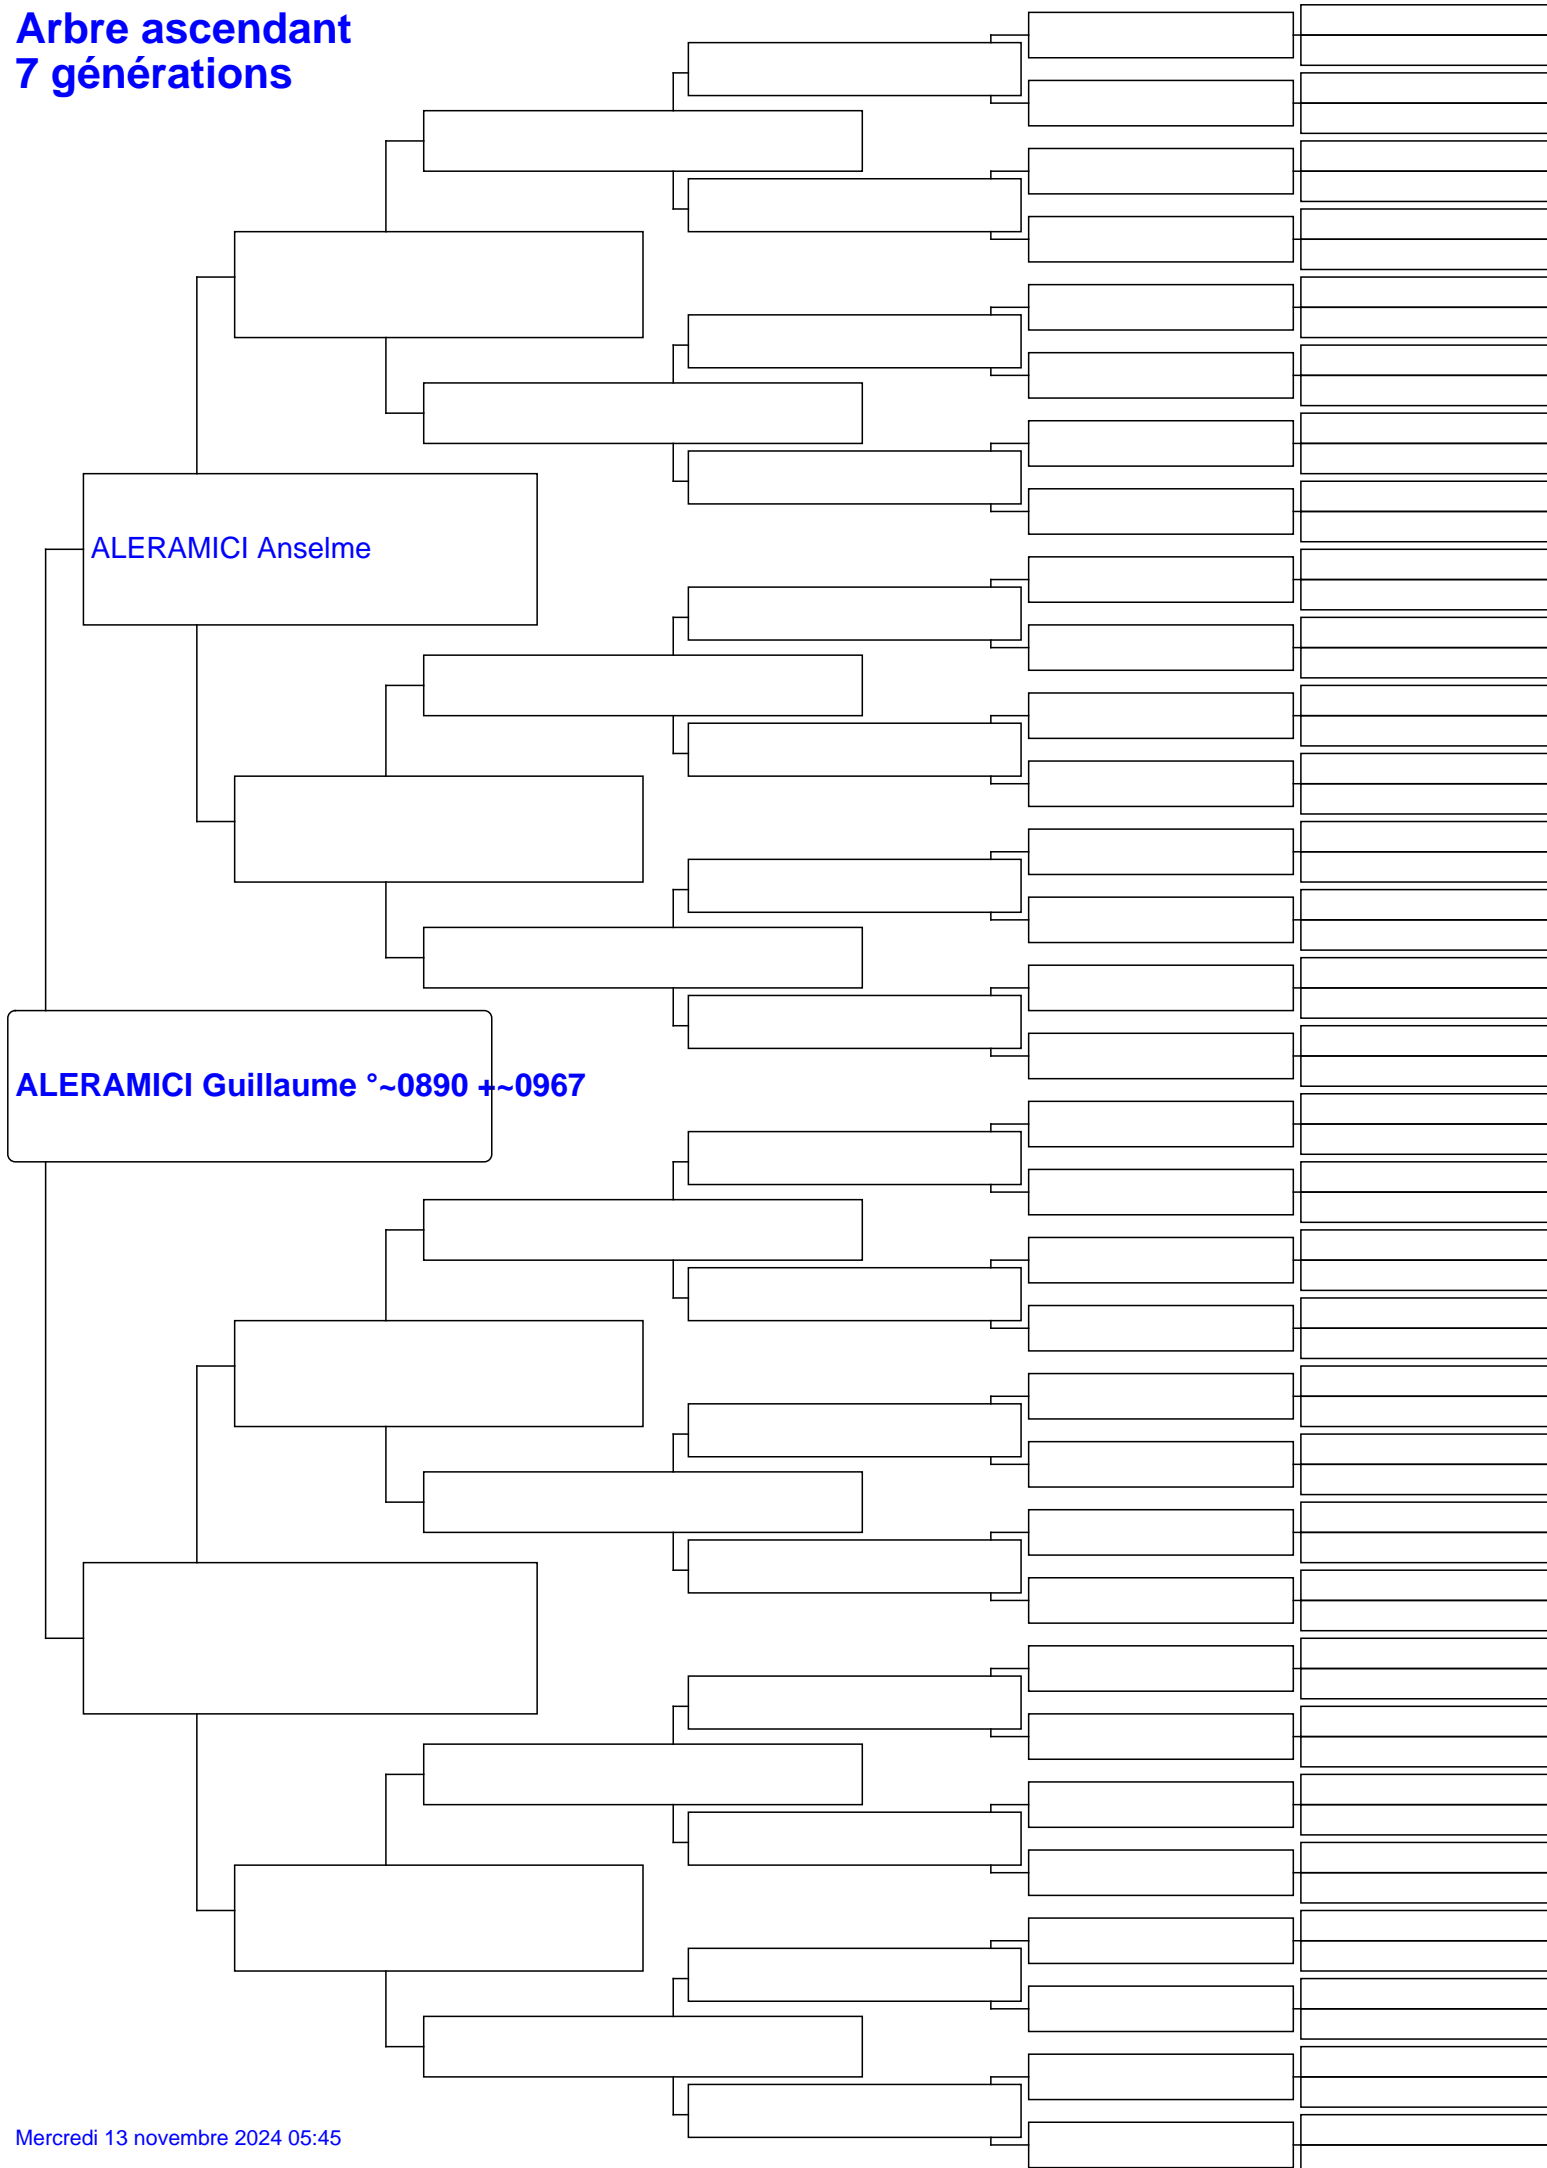 Arbre ascendant
7 générations
ALERAMICI Anselme
ALERAMICI Guillaume °~0890 +~0967
Mercredi 13 novembre 2024 05:45